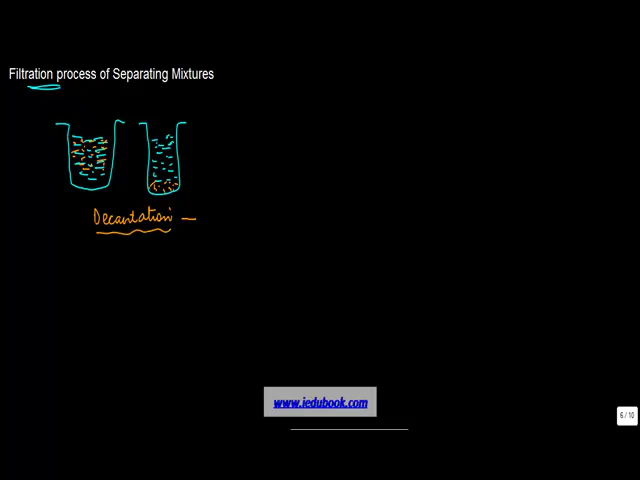 Filtration process of Separating Mixtures
Decantation –
www.iedubook.com
6 / 10